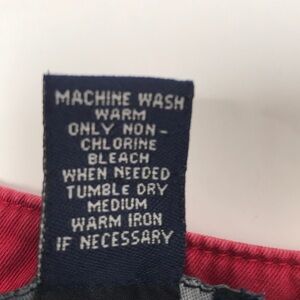 MACHINE WASH
WARM
ONLY NON-
CHLORINE
BLEACH
WHEN NEEDED
TUMBLE DRY
MEDIUM
WARM IRON
IF NECESSARY